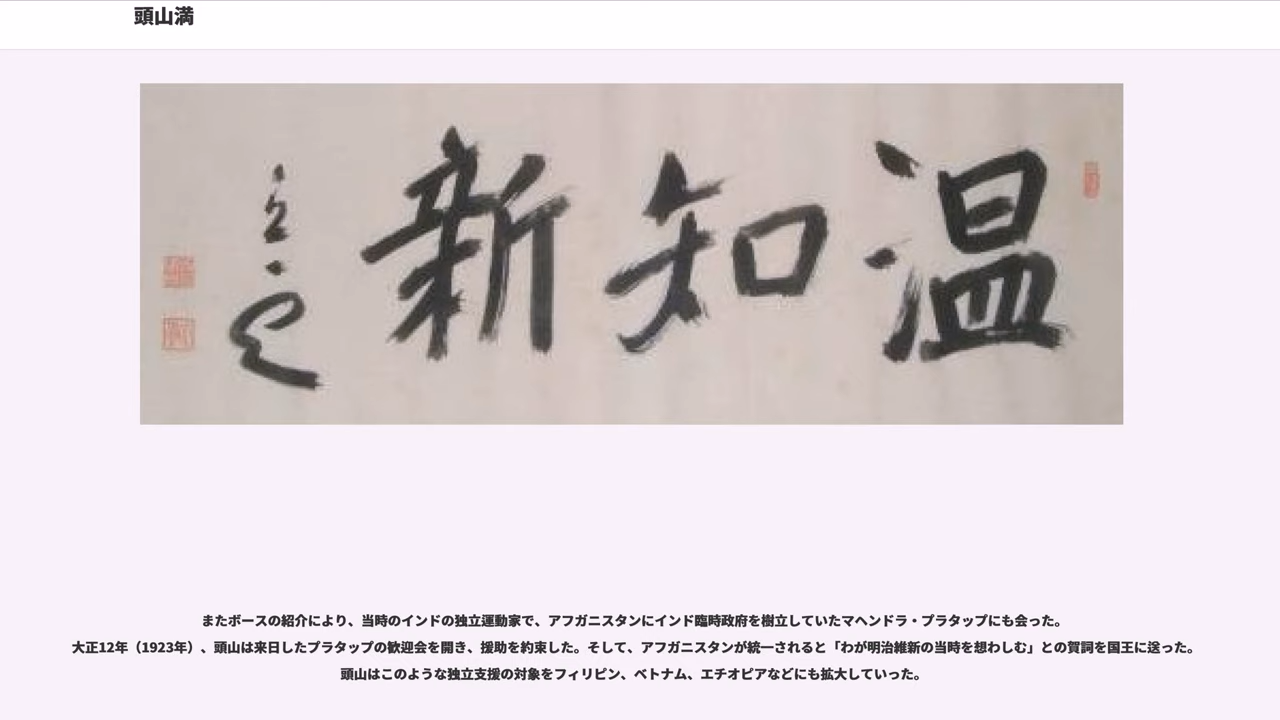 頭山満
温知新
立雲
またボースの紹介により、当時のインドの独立運動家で、アフガニスタンにインド臨時政府を樹立していたマヘンドラ・プラタップにも会った。
大正12年（1923年）、頭山は来日したプラタップの歓迎会を開き、援助を約束した。そして、アフガニスタンが統一されると「わが明治維新の当時を想わしむ」との賀詞を国王に送った。
頭山はこのような独立支援の対象をフィリピン、ベトナム、エチオピアなどにも拡大していった。